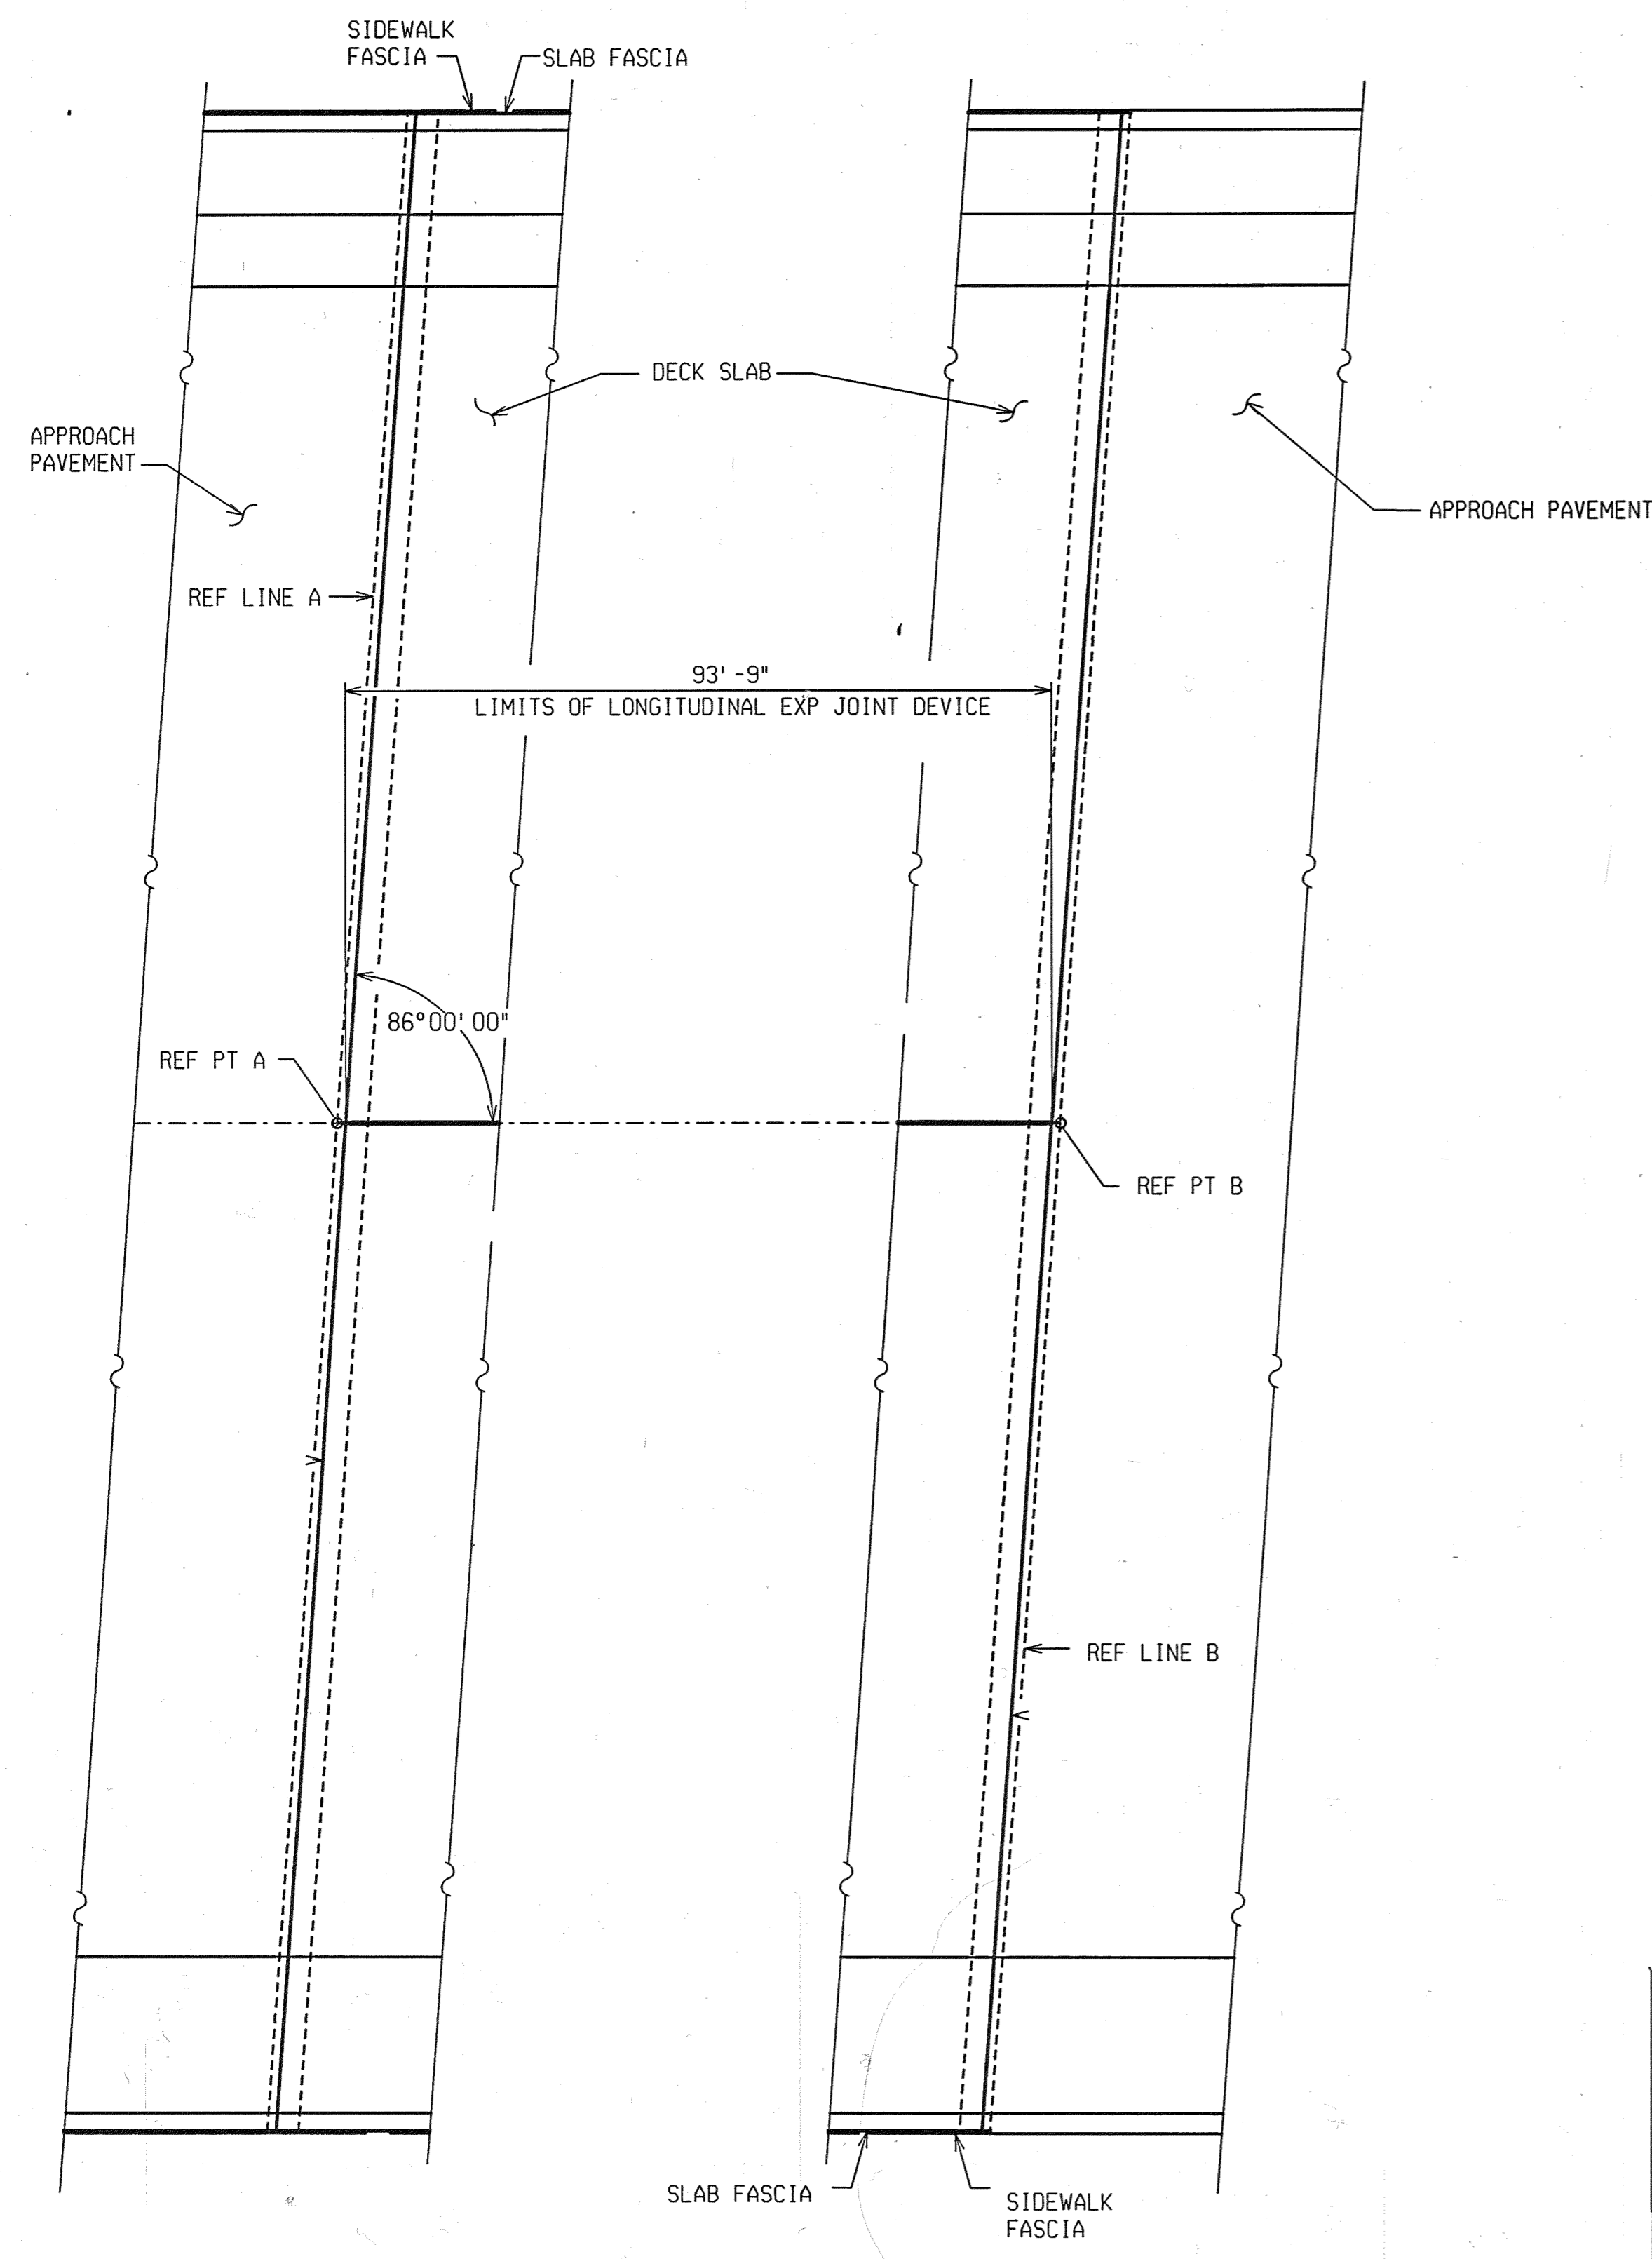 SIDEWALK
FASCIA
SLAB FASCIA
DECK SLAB
APPROACH
PAVEMENT
APPROACH PAVEMENT
REF LINE A
93'-9"
LIMITS OF LONGITUDINAL EXP JOINT DEVICE
86°00'00"
REF PT A
REF PT B
REF LINE B
SLAB FASCIA
SIDEWALK
FASCIA